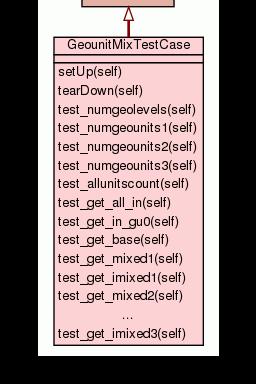 GeounitMixTestCase
setUp(self)
tearDown(self)
test_numgeolevels(self)
test_numgeounits1(self)
test_numgeounits2(self)
test_numgeounits3(self)
test_allunitscount(self)
test_get_all_in(self)
test_get_in_gu0(self)
test_get_base(self)
test_get_mixed1(self)
test_get_imixed1(self)
test_get_mixed2(self)
...
test_get_imixed3(self)